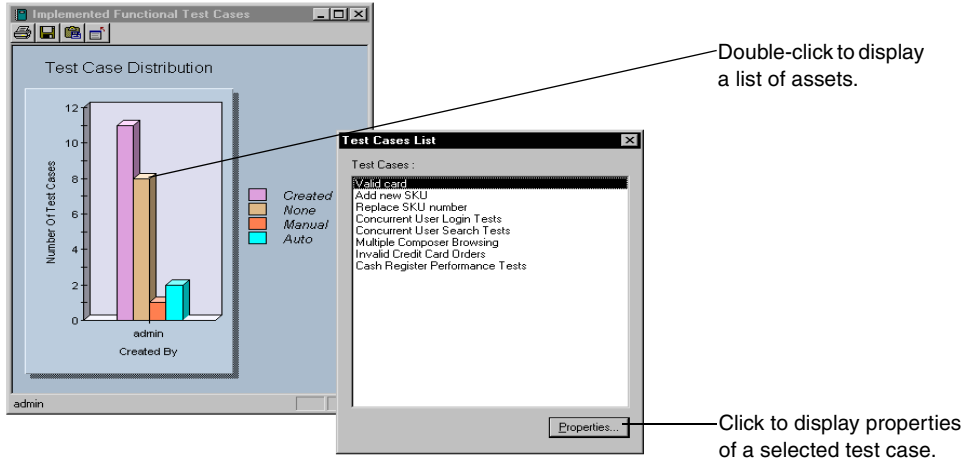 Implemented Functional Test Cases
Test Case Distribution
12
10
8
6
4
2
0
Number Of Test Cases
admin
Created By
Created
None
Manual
Auto
admin
Double-click to display
a list of assets.
Test Cases List
Test Cases :
Valid card
Add new SKU
Replace SKU number
Concurrent User Login Tests
Concurrent User Search Tests
Multiple Composer Browsing
Invalid Credit Card Orders
Cash Register Performance Tests
Properties...
Click to display properties
of a selected test case.